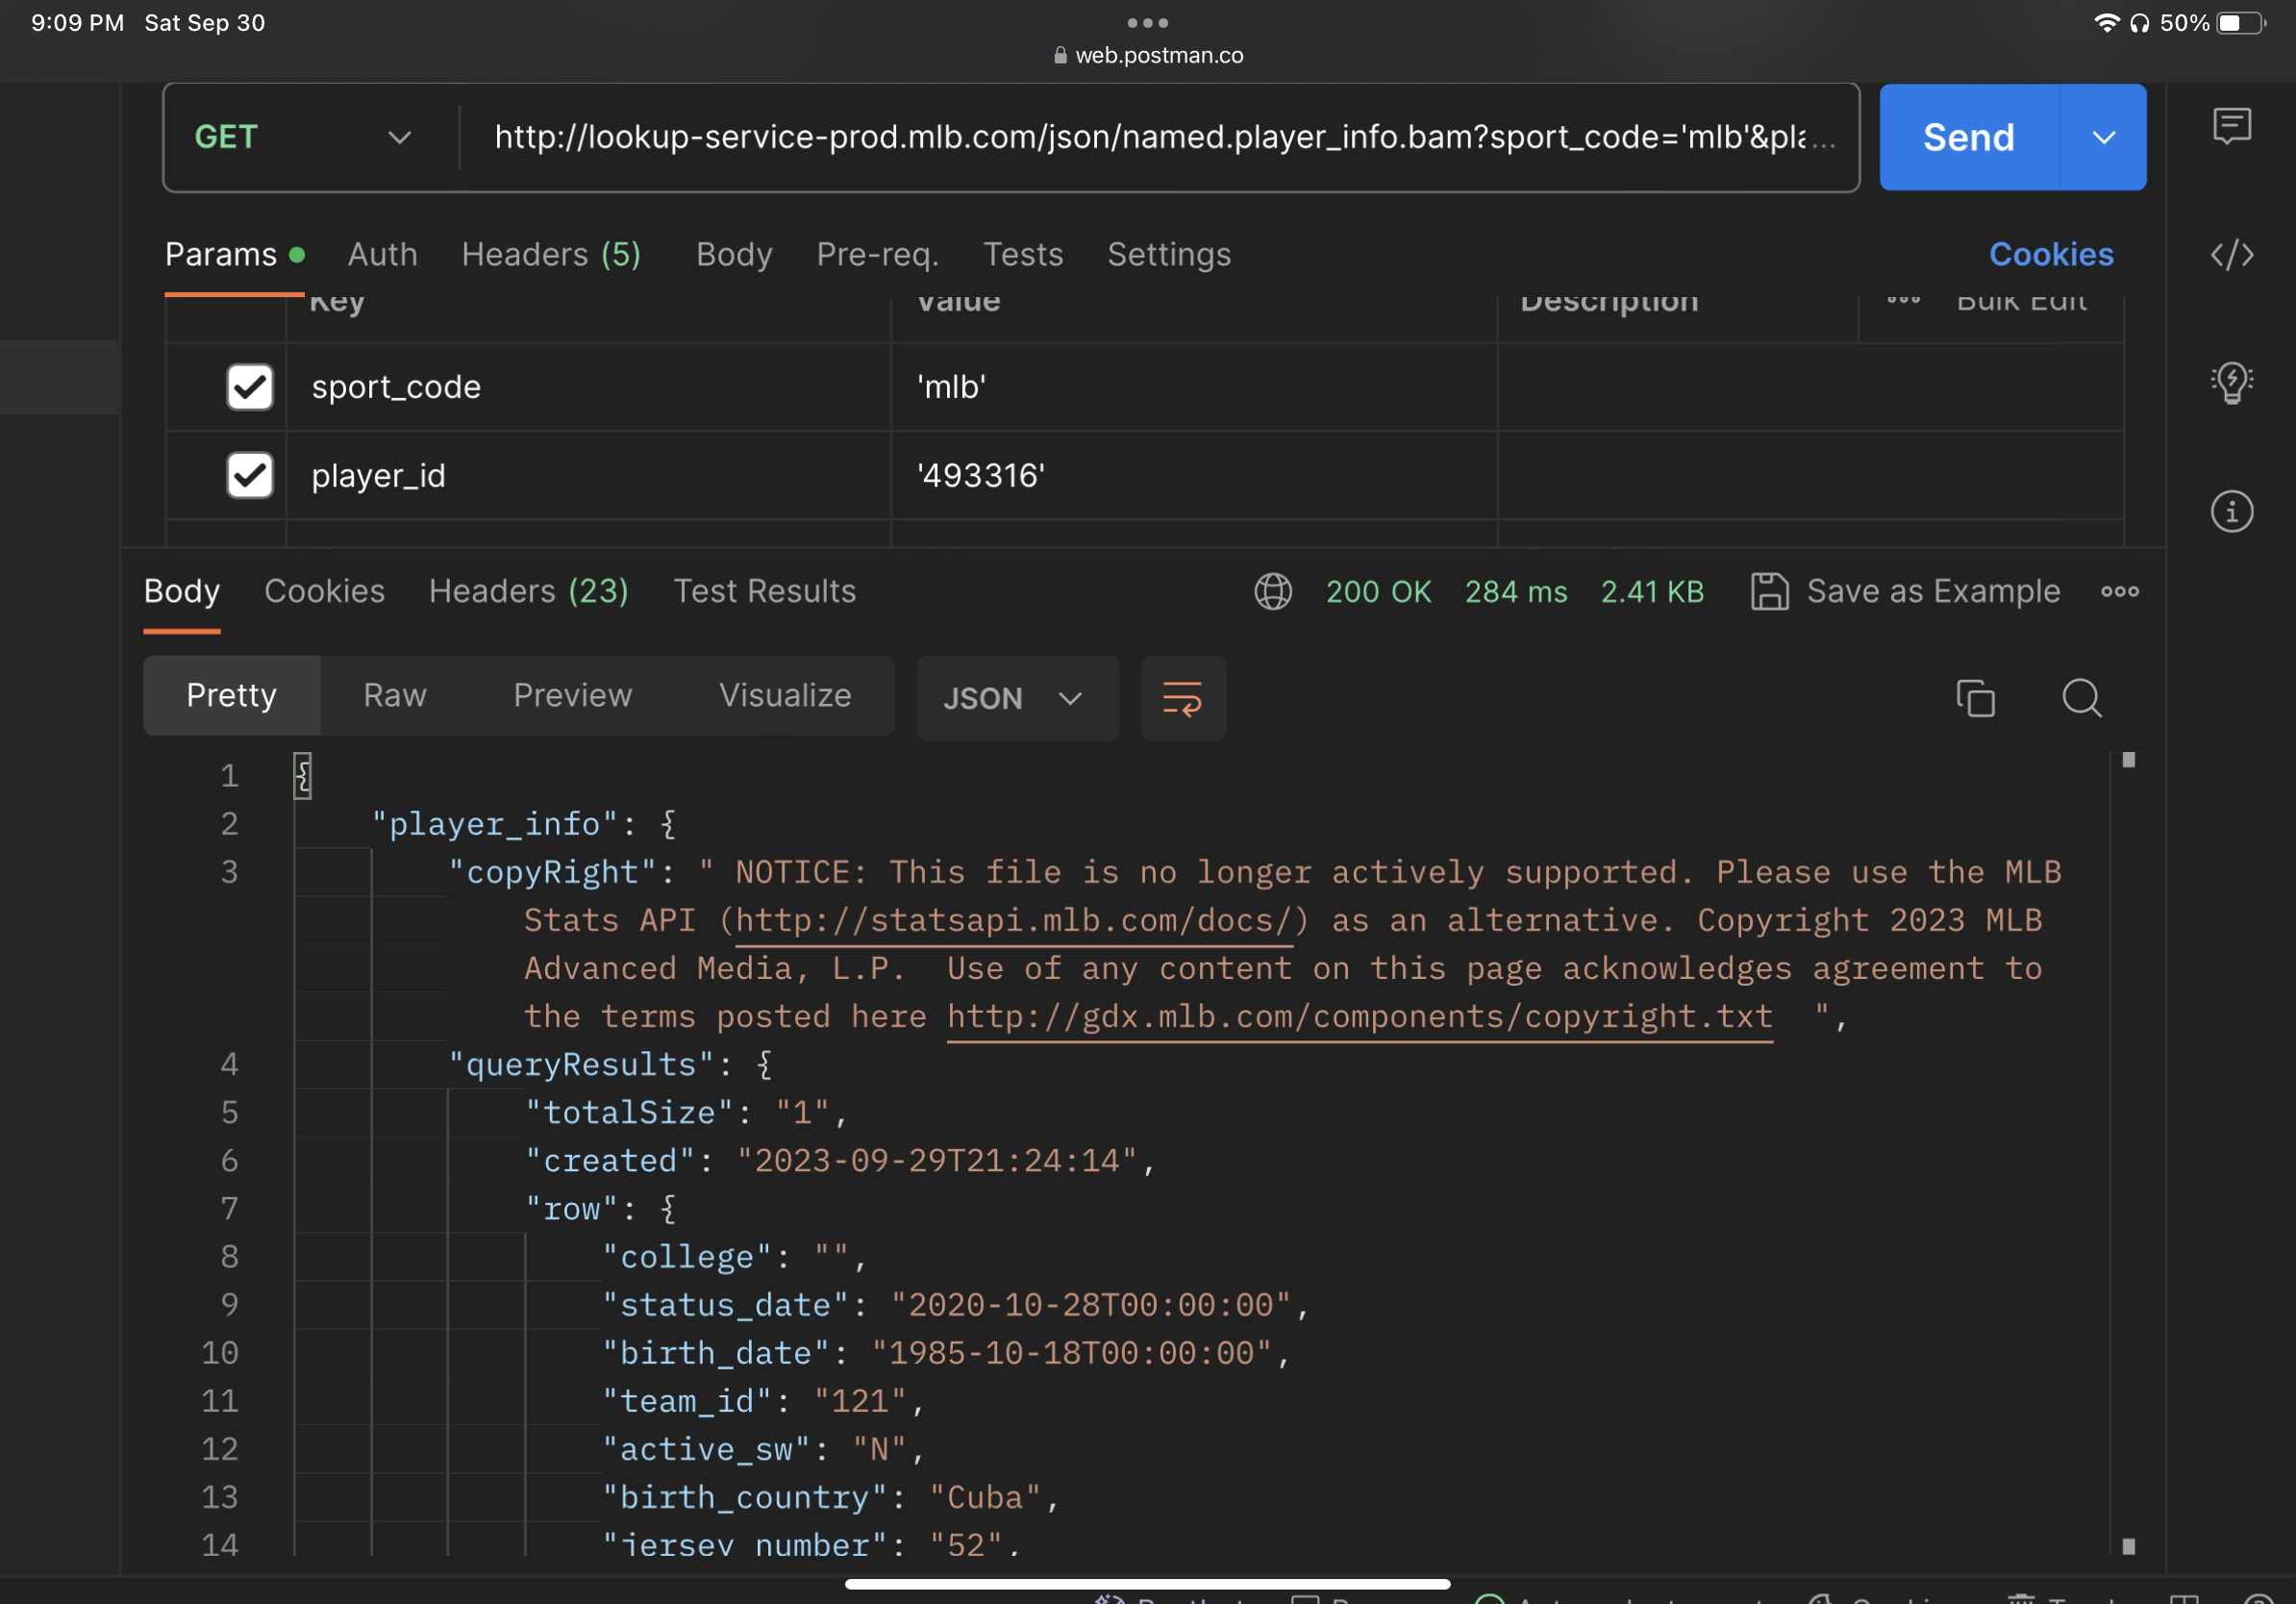 9:09 PM Sat Sep 30
50%
web.postman.co
GET http://lookup-service-prod.mlb.com/json/named.player_info.bam?sport_code='mlb'&pla... Send
Params Auth Headers (5) Body Pre-req. Tests Settings Cookies
Key Value Description Bulk Edit
sport_code 'mlb'
player_id '493316'
Body Cookies Headers (23) Test Results 200 OK 284 ms 2.41 KB Save as Example
Pretty Raw Preview Visualize JSON
1 {
2 "player_info": {
3 "copyRight": " NOTICE: This file is no longer actively supported. Please use the MLB
Stats API (http://statsapi.mlb.com/docs/) as an alternative. Copyright 2023 MLB
Advanced Media, L.P.  Use of any content on this page acknowledges agreement to
the terms posted here http://gdx.mlb.com/components/copyright.txt  ",
4 "queryResults": {
5 "totalSize": "1",
6 "created": "2023-09-29T21:24:14",
7 "row": {
8 "college": "",
9 "status_date": "2020-10-28T00:00:00",
10 "birth_date": "1985-10-18T00:00:00",
11 "team_id": "121",
12 "active_sw": "N",
13 "birth_country": "Cuba",
14 "jersey_number": "52",